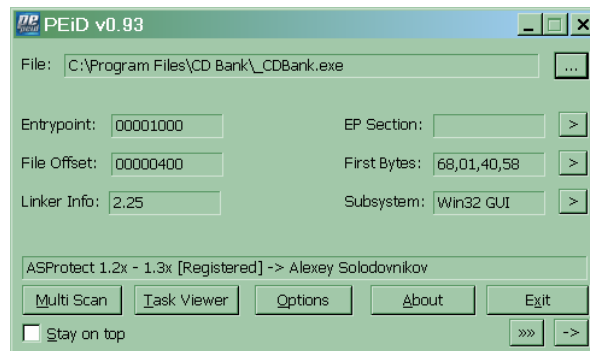 PEiD v0.93
File: C:\Program Files\CD Bank\_CDBank.exe ...
Entrypoint: 00001000 EP Section: >
File Offset: 00000400 First Bytes: 68,01,40,58 >
Linker Info: 2.25 Subsystem: Win32 GUI >
ASProtect 1.2x - 1.3x [Registered] -> Alexey Solodovnikov
Multi Scan Task Viewer Options About Exit
Stay on top »» ->